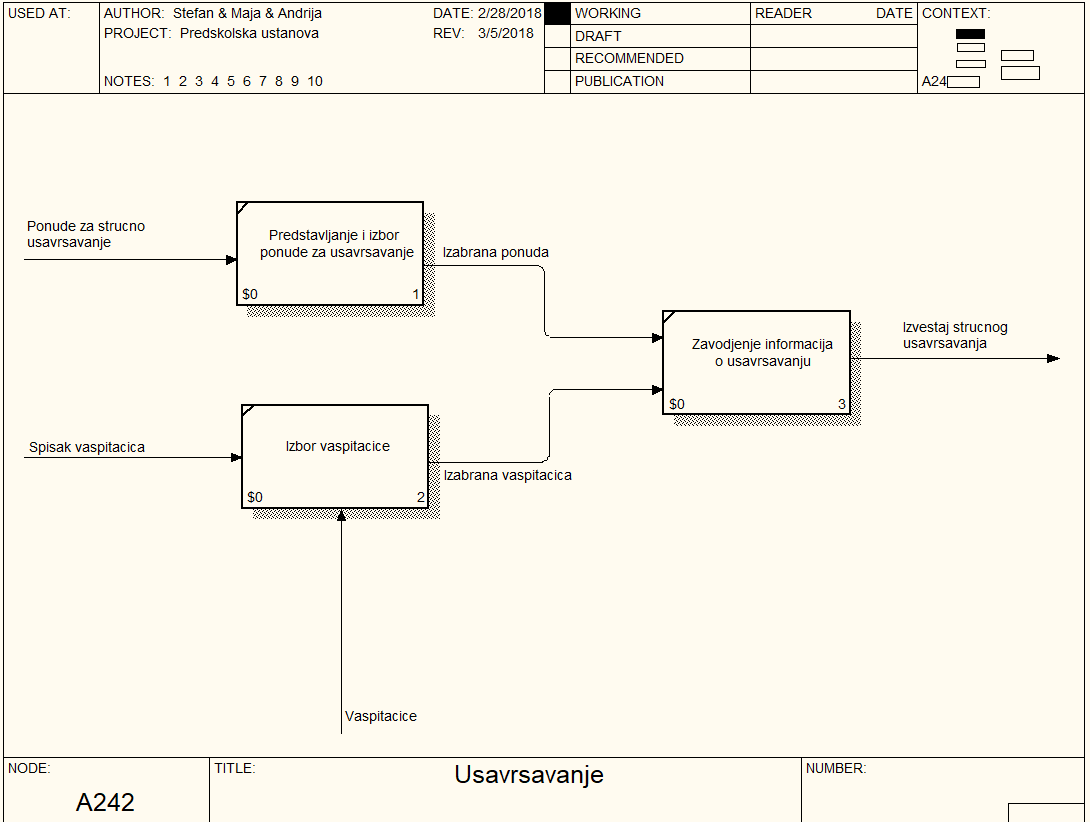 USED AT:
AUTHOR: Stefan & Maja & Andrija
DATE: 2/28/2018
PROJECT: Predskolska ustanova
REV: 3/5/2018
NOTES: 1 2 3 4 5 6 7 8 9 10
WORKING
DRAFT
RECOMMENDED
PUBLICATION
READER DATE
CONTEXT:
A24
Ponude za strucno
usavrsavanje
Predstavljanje i izbor
ponude za usavrsavanje
$0 1
Izabrana ponuda
Zavodjenje informacija
o usavrsavanju
$0 3
Izvestaj strucnog
usavrsavanja
Spisak vaspitacica
Izbor vaspitacice
$0 2
Izabrana vaspitacica
Vaspitacice
NODE:
A242
TITLE:
Usavrsavanje
NUMBER: